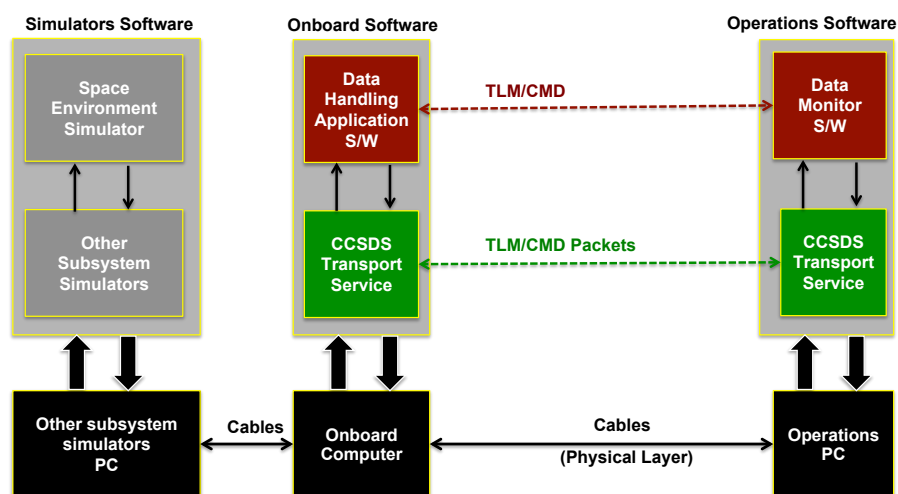 Simulators Software
Onboard Software
Operations Software
Space
Environment
Simulator
Data
Handling
Application
S/W
TLM/CMD
Data
Monitor
S/W
Other
Subsystem
Simulators
CCSDS
Transport
Service
TLM/CMD Packets
CCSDS
Transport
Service
Other subsystem
simulators
PC
Cables
Onboard
Computer
Cables
(Physical Layer)
Operations
PC